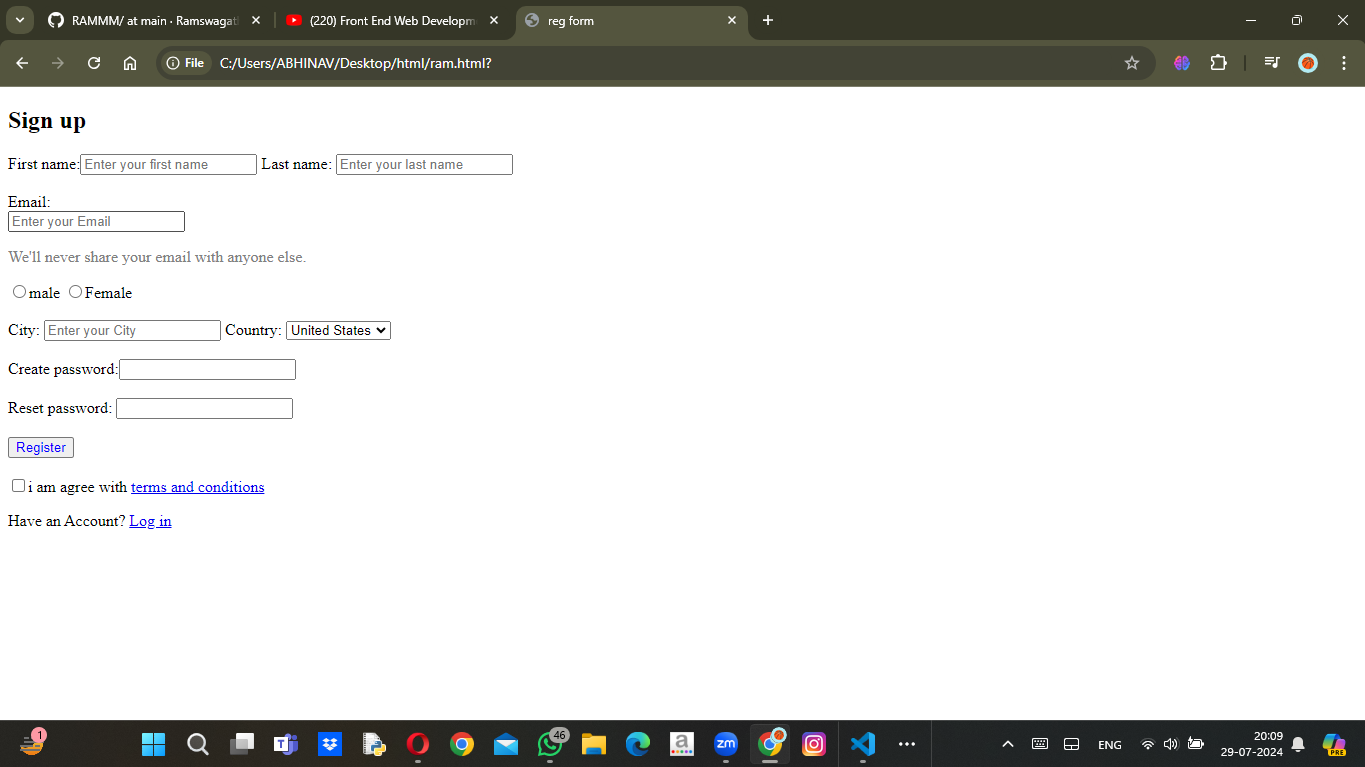 RAMMM/ at main · Ramswagat
(220) Front End Web Developm
reg form
File
C:/Users/ABHINAV/Desktop/html/ram.html?
Sign up
First name: Enter your first name Last name: Enter your last name
Email:
Enter your Email
We'll never share your email with anyone else.
male Female
City: Enter your City Country: United States
Create password:
Reset password:
Register
i am agree with terms and conditions
Have an Account? Log in
1
46
a
zm
ENG
20:09
29-07-2024
PRE